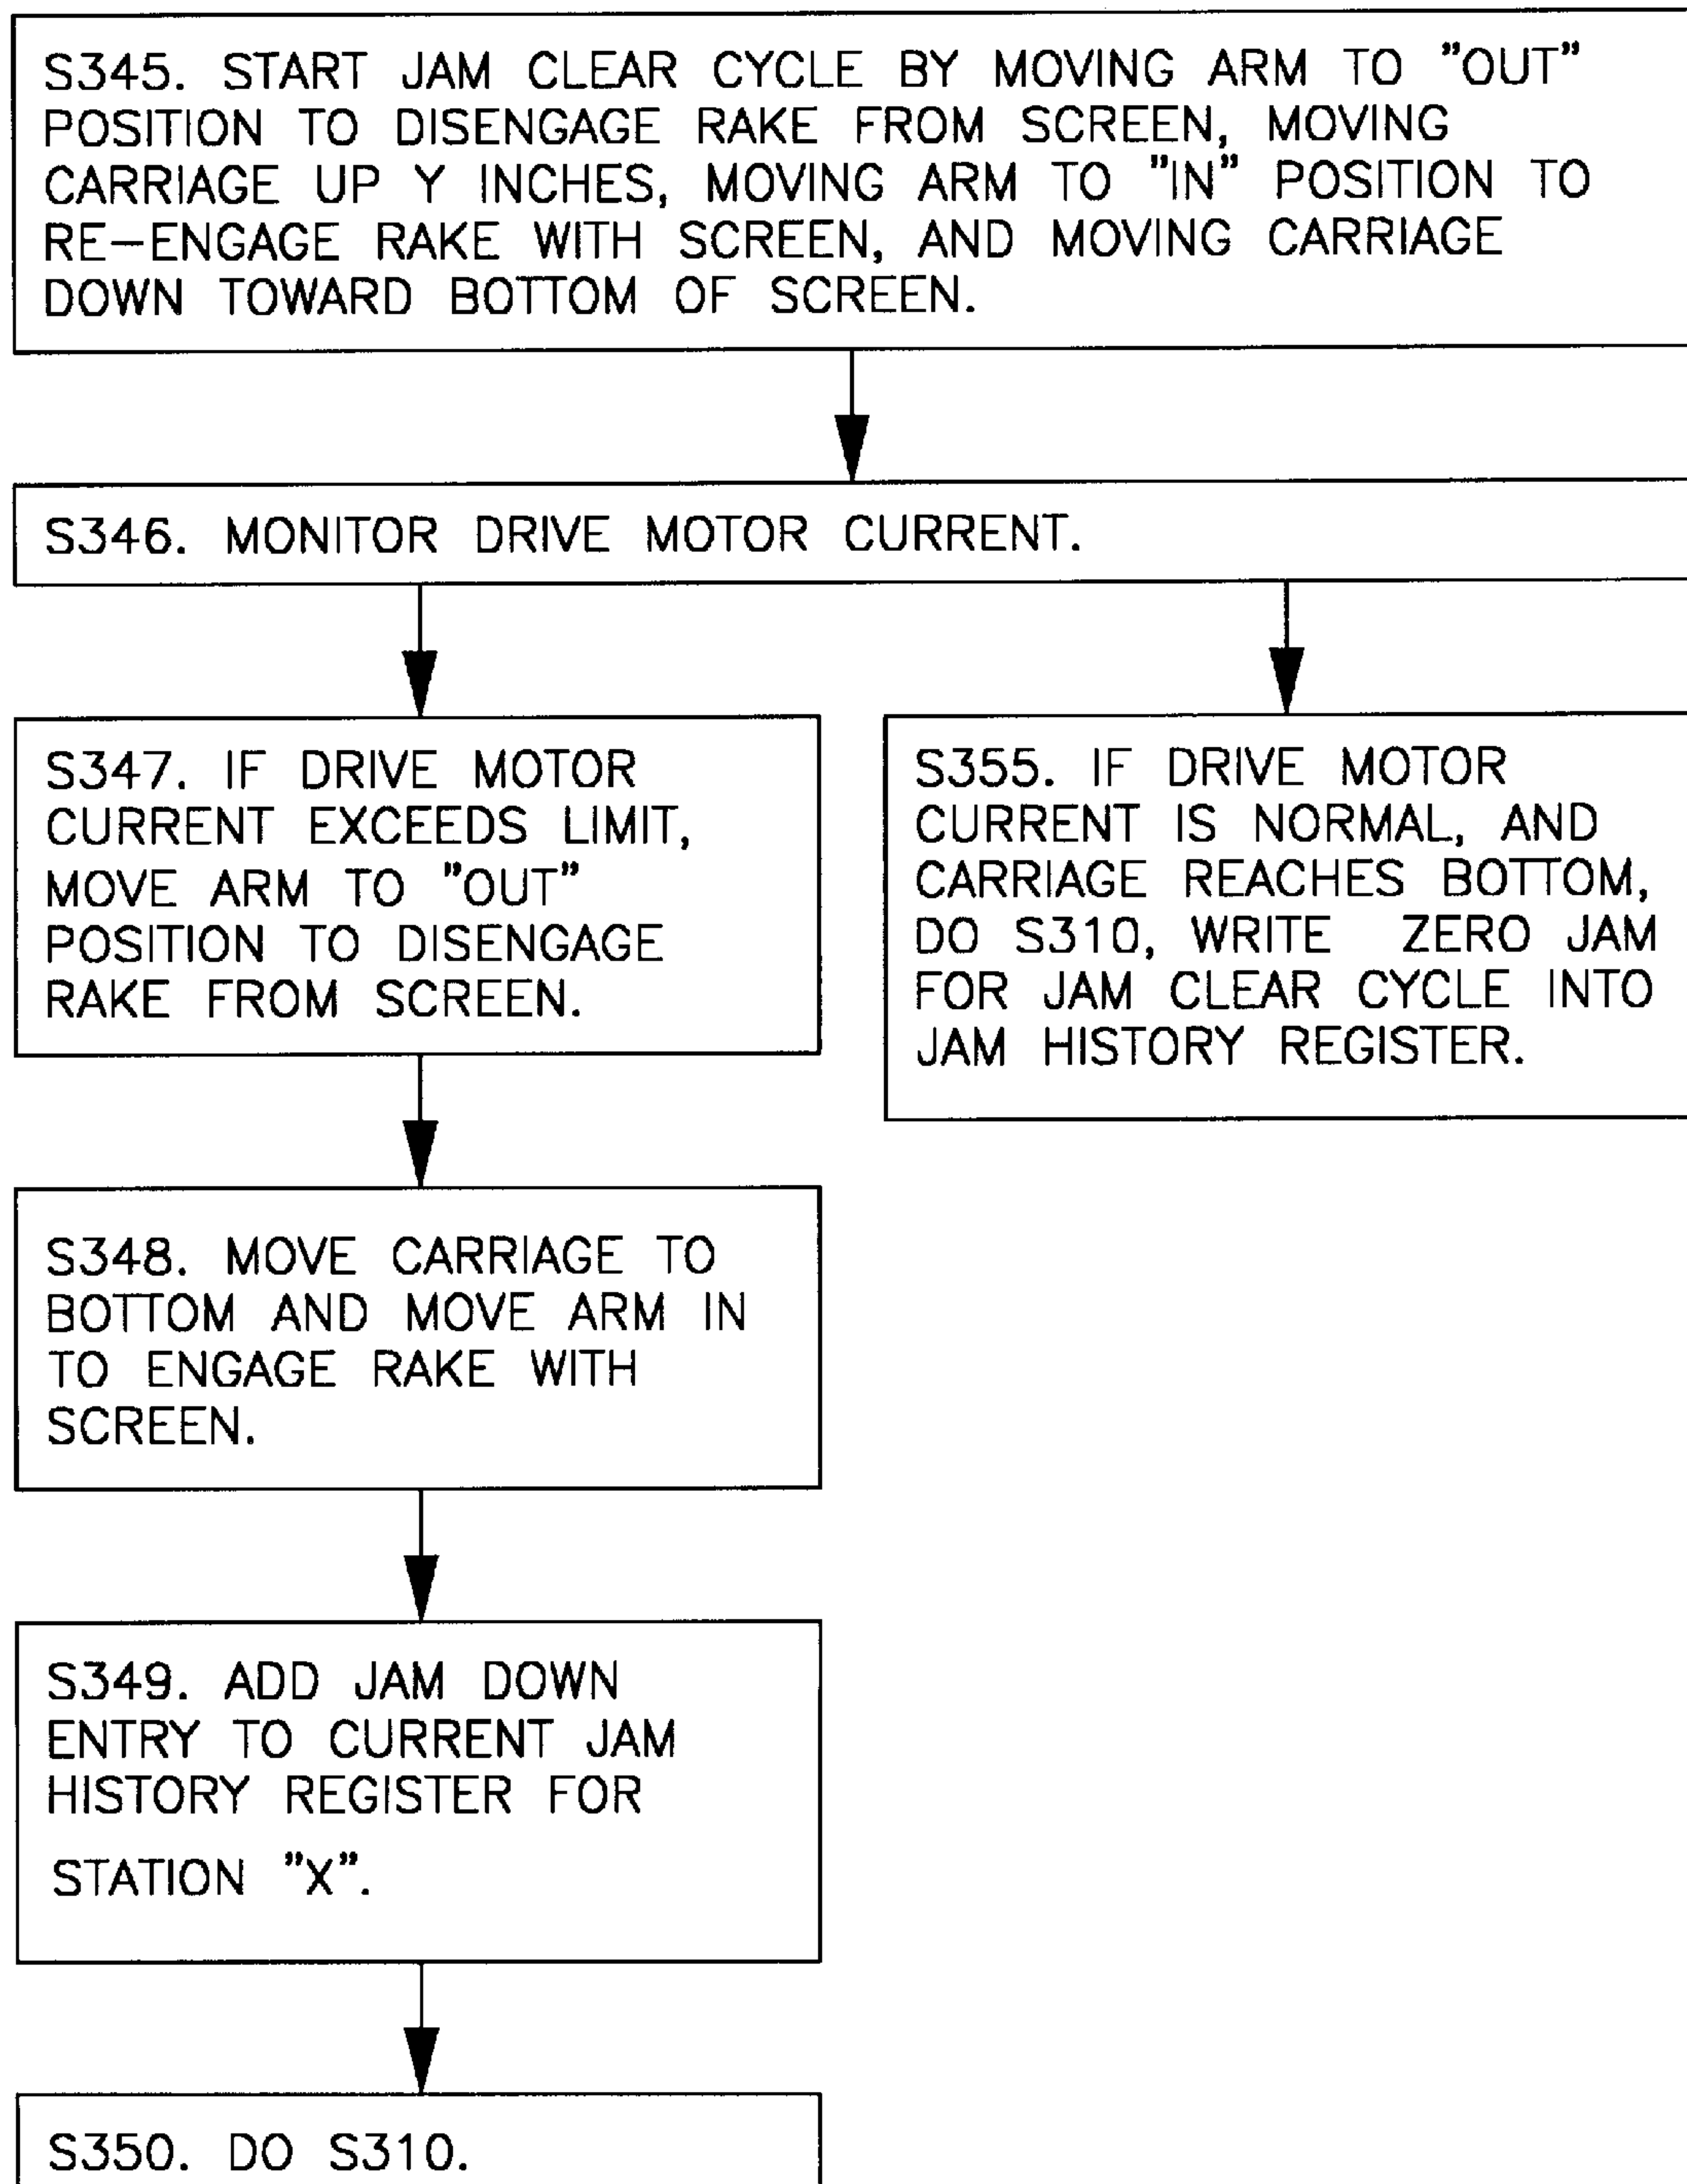 S345. START JAM CLEAR CYCLE BY MOVING ARM TO "OUT"
POSITION TO DISENGAGE RAKE FROM SCREEN, MOVING
CARRIAGE UP Y INCHES, MOVING ARM TO "IN" POSITION TO
RE-ENGAGE RAKE WITH SCREEN, AND MOVING CARRIAGE
DOWN TOWARD BOTTOM OF SCREEN.
S346. MONITOR DRIVE MOTOR CURRENT.
S347. IF DRIVE MOTOR
CURRENT EXCEEDS LIMIT,
MOVE ARM TO "OUT"
POSITION TO DISENGAGE
RAKE FROM SCREEN.
S355. IF DRIVE MOTOR
CURRENT IS NORMAL, AND
CARRIAGE REACHES BOTTOM,
DO S310, WRITE ZERO JAM
FOR JAM CLEAR CYCLE INTO
JAM HISTORY REGISTER.
S348. MOVE CARRIAGE TO
BOTTOM AND MOVE ARM IN
TO ENGAGE RAKE WITH
SCREEN.
S349. ADD JAM DOWN
ENTRY TO CURRENT JAM
HISTORY REGISTER FOR
STATION "X".
S350. DO S310.